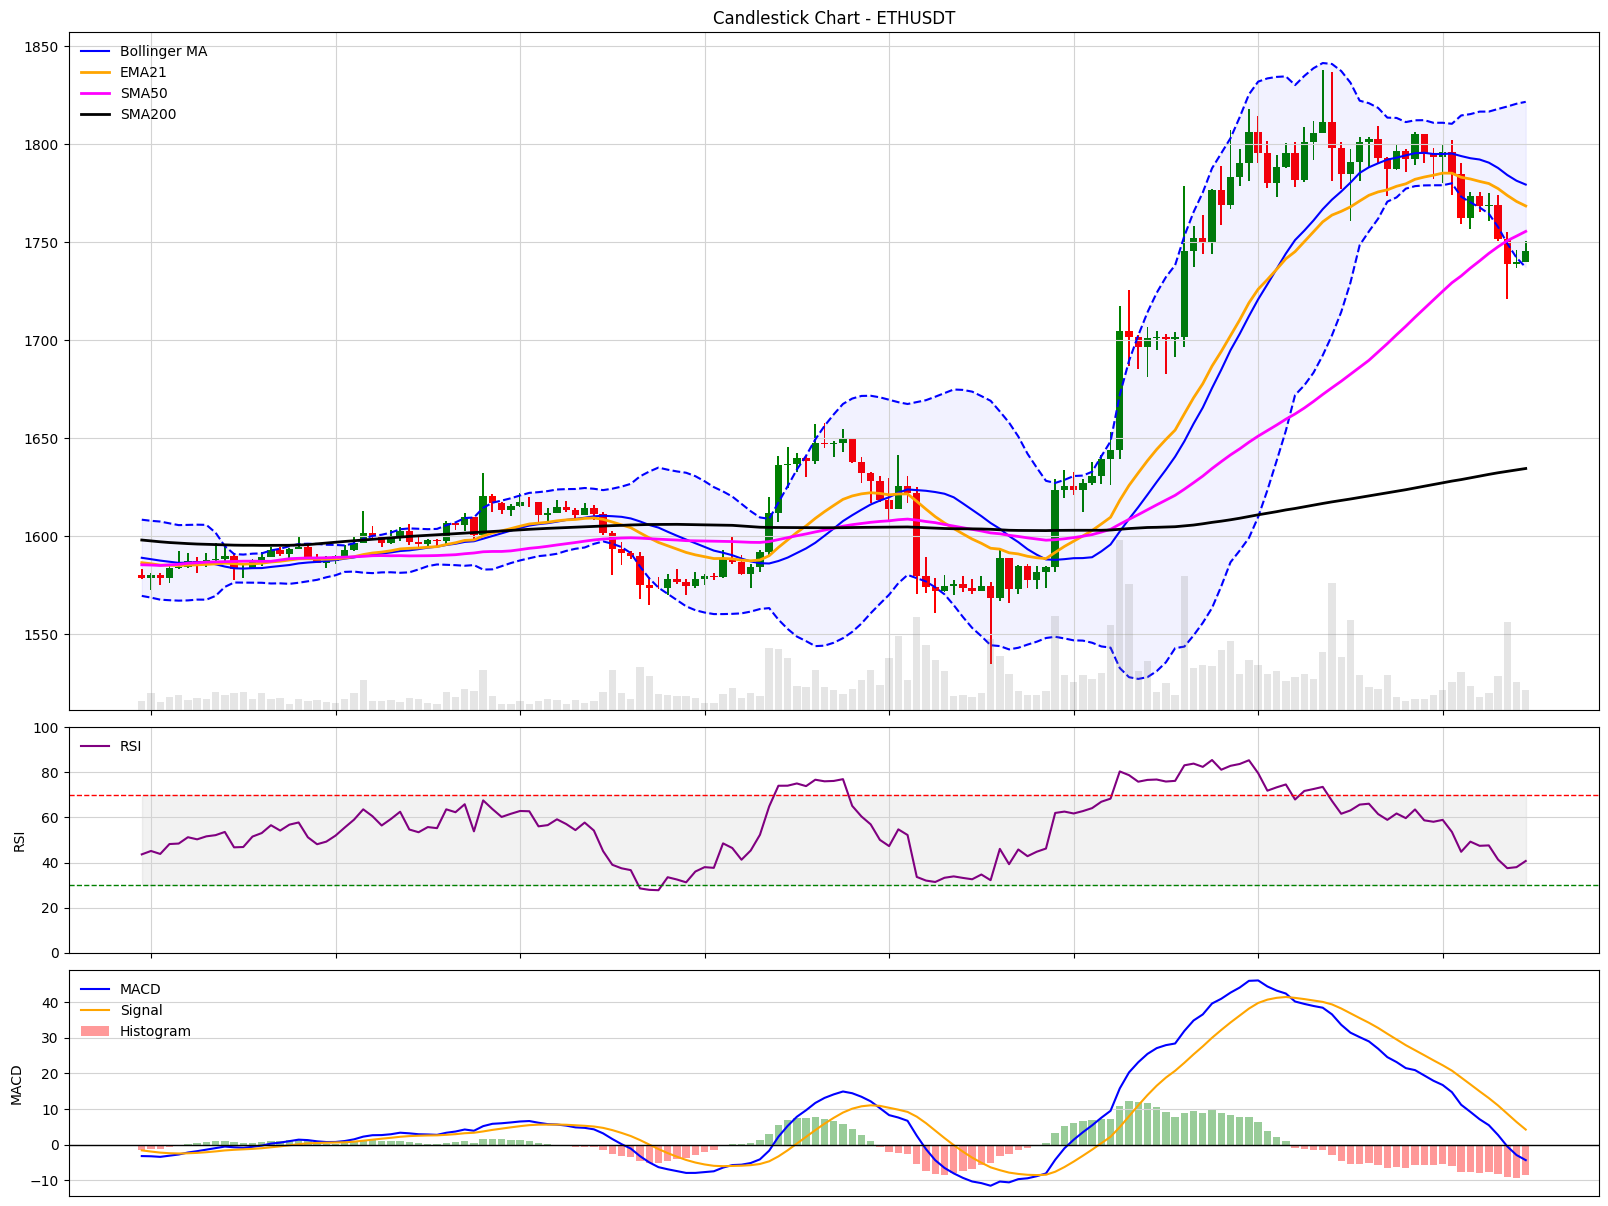 Candlestick Chart - ETHUSDT
Bollinger MA
EMA21
SMA50
SMA200
1850
1800
1750
1700
1650
1600
1550
RSI
RSI
100
80
60
40
20
0
MACD
Signal
Histogram
MACD
40
30
20
10
0
−10